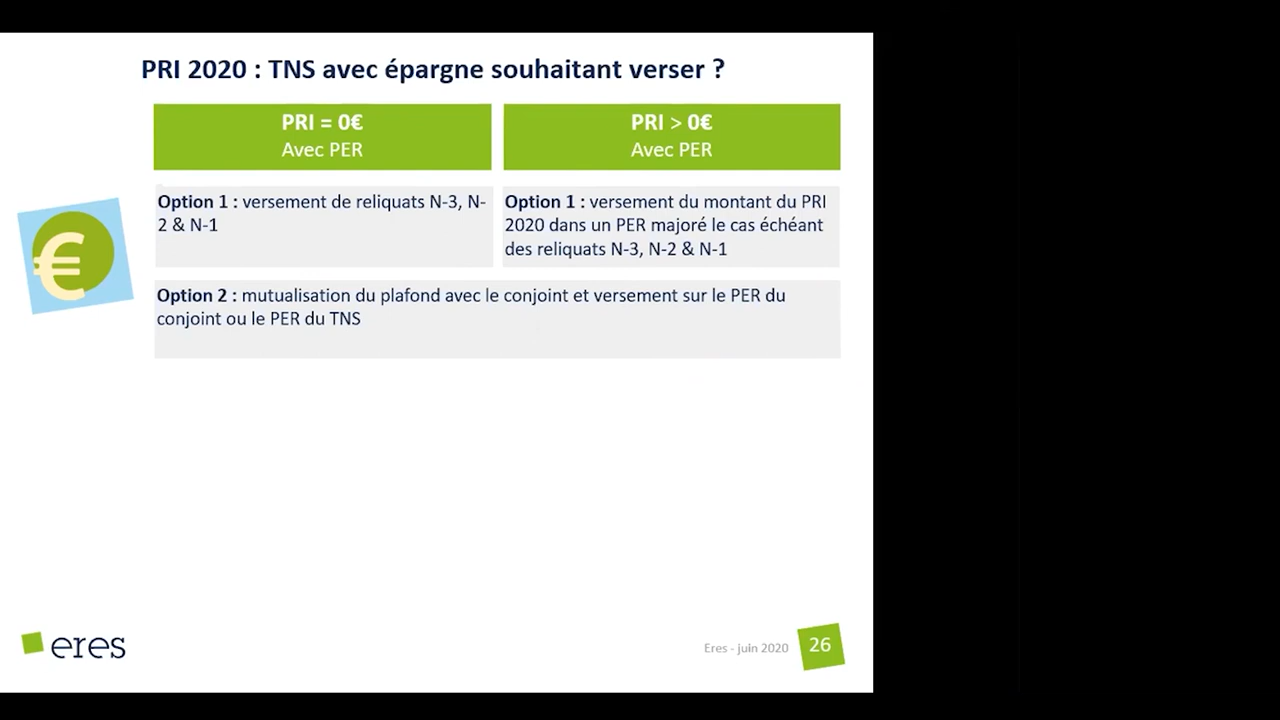 PRI 2020 : TNS avec épargne souhaitant verser ?
PRI = 0€
Avec PER
PRI > 0€
Avec PER
Option 1 : versement de reliquats N-3, N-
2 & N-1
Option 1 : versement du montant du PRI
2020 dans un PER majoré le cas échéant
des reliquats N-3, N-2 & N-1
€
Option 2 : mutualisation du plafond avec le conjoint et versement sur le PER du
conjoint ou le PER du TNS
eres
Eres - juin 2020
26